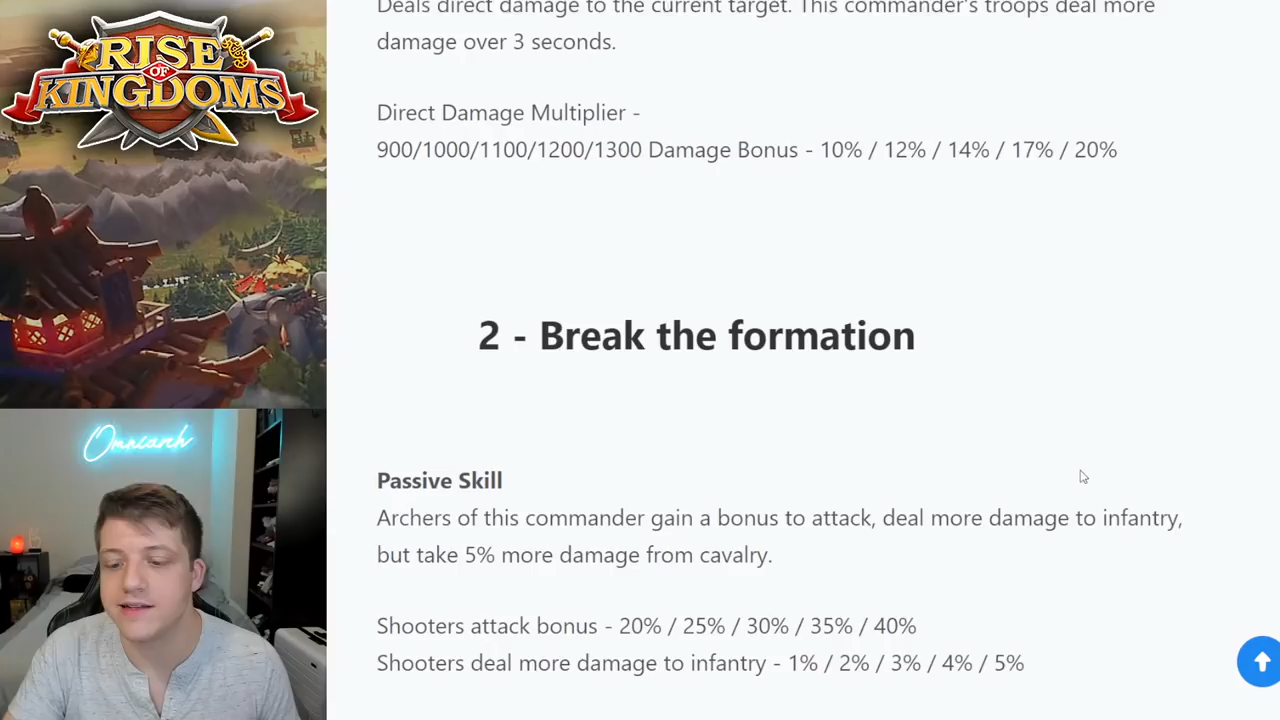 RISE
OF
KINGDOMS
Omniarch
Deals direct damage to the current target. This commander's troops deal more
damage over 3 seconds.
Direct Damage Multiplier -
900/1000/1100/1200/1300 Damage Bonus - 10% / 12% / 14% / 17% / 20%
2 - Break the formation
Passive Skill
Archers of this commander gain a bonus to attack, deal more damage to infantry,
but take 5% more damage from cavalry.
Shooters attack bonus - 20% / 25% / 30% / 35% / 40%
Shooters deal more damage to infantry - 1% / 2% / 3% / 4% / 5%